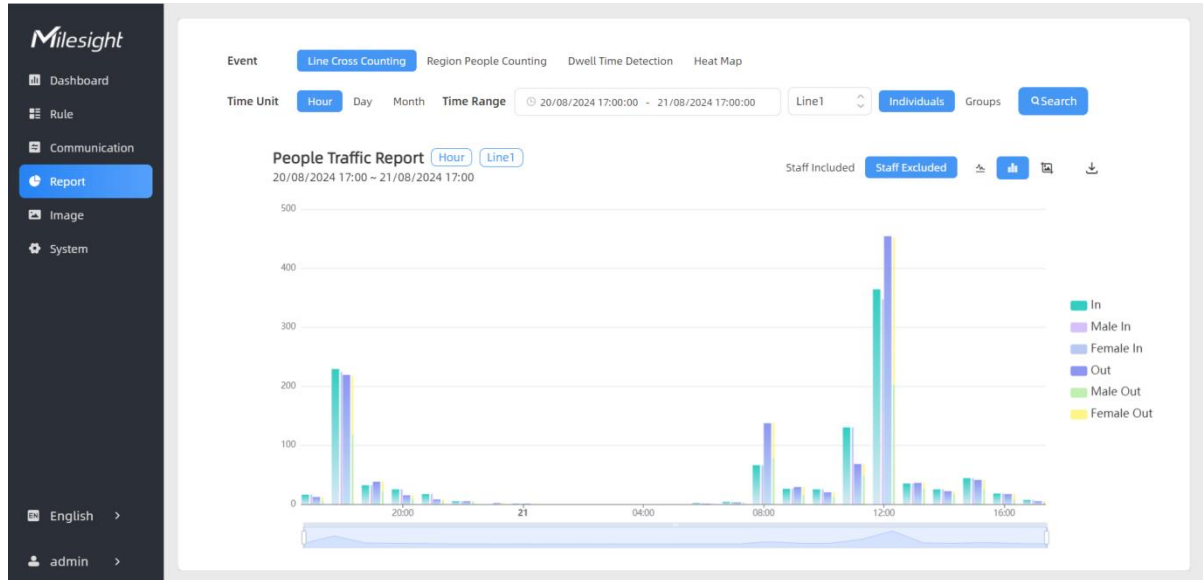 Milesight
Dashboard
Rule
Communication
Report
Image
System
EN English >
admin >
Event Line Cross Counting Region People Counting Dwell Time Detection Heat Map
Time Unit Hour Day Month Time Range 20/08/2024 17:00:00 - 21/08/2024 17:00:00 Line1 Individuals Groups Search
People Traffic Report Hour Line1
20/08/2024 17:00 ~ 21/08/2024 17:00
Staff Included Staff Excluded
500
400
300
200
100
0
20:00 21 04:00 08:00 12:00 16:00
In
Male In
Female In
Out
Male Out
Female Out